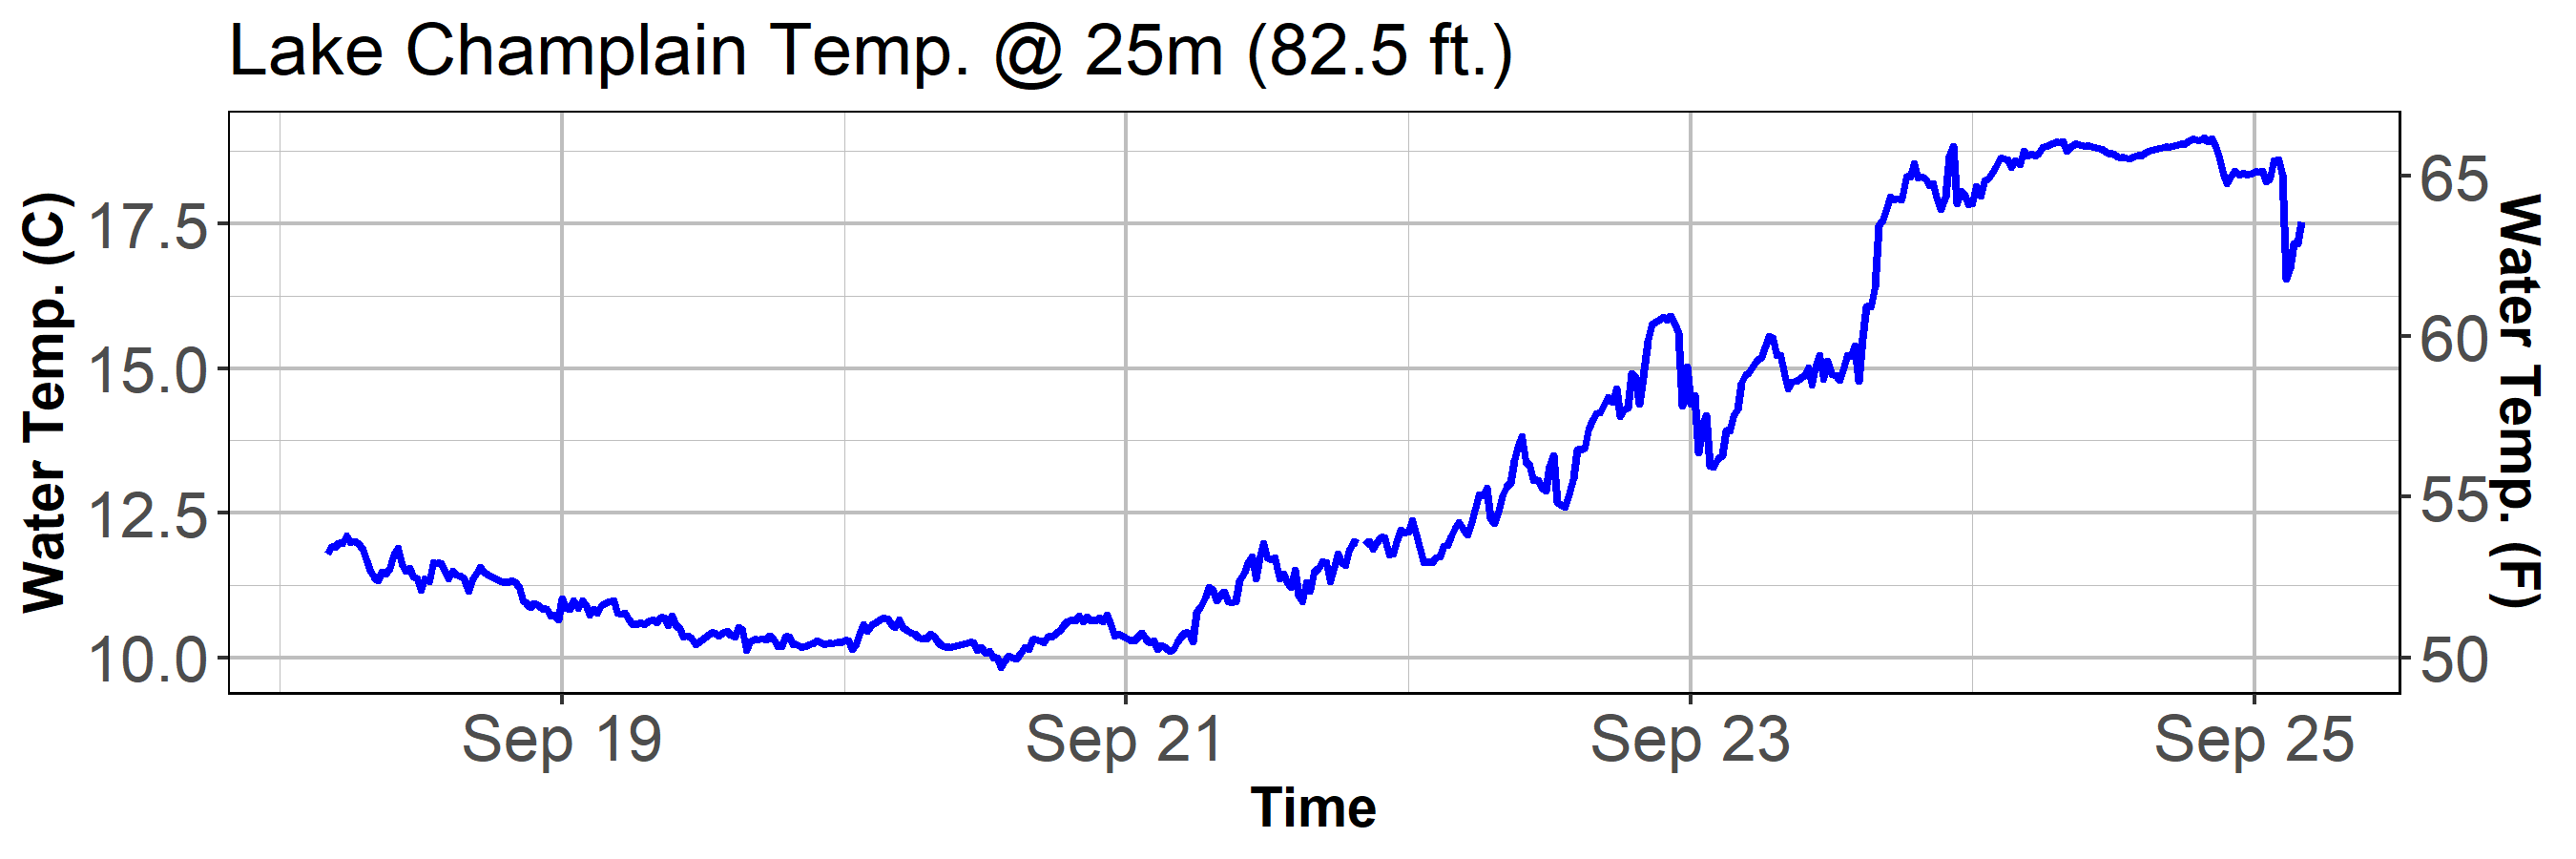 Lake Champlain Temp. @ 25m (82.5 ft.)
Water Temp. (C)
17.5
15.0
12.5
10.0
65
60
55
50
Water Temp. (F)
Sep 19
Sep 21
Sep 23
Sep 25
Time